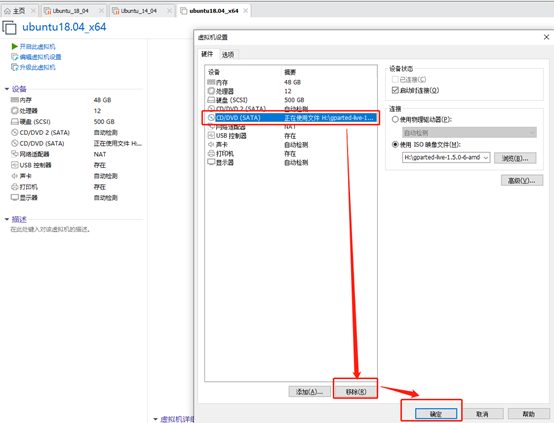 主页
Ubuntu_18_04
Ubuntu_14_04
ubuntu18.04_x64
ubuntu18.04_x64
开启此虚拟机
编辑虚拟机设置
升级此虚拟机
设备
内存 48 GB
处理器 12
硬盘 (SCSI) 500 GB
CD/DVD 2 (SATA) 自动检测
CD/DVD (SATA) 正在使用文件 H:...
网络适配器 NAT
USB 控制器 存在
声卡 自动检测
打印机 存在
显示器 自动检测
描述
在此处键入对该虚拟机的描述。
虚拟机详细
虚拟机设置
硬件 选项
设备 摘要
内存 48 GB
处理器 12
硬盘 (SCSI) 500 GB
CD/DVD 2 (SATA) 自动检测
CD/DVD (SATA) 正在使用文件 H:\gparted-live-1...
网络适配器 NAT
USB 控制器 存在
声卡 自动检测
打印机 存在
显示器 自动检测
添加(A)... 移除(R)
设备状态
已连接(C)
启动时连接(O)
连接
使用物理驱动器(P):
自动检测
使用 ISO 映像文件(M):
H:\gparted-live-1.5.0-6-amd 浏览(B)...
高级(V)...
确定 取消 帮助